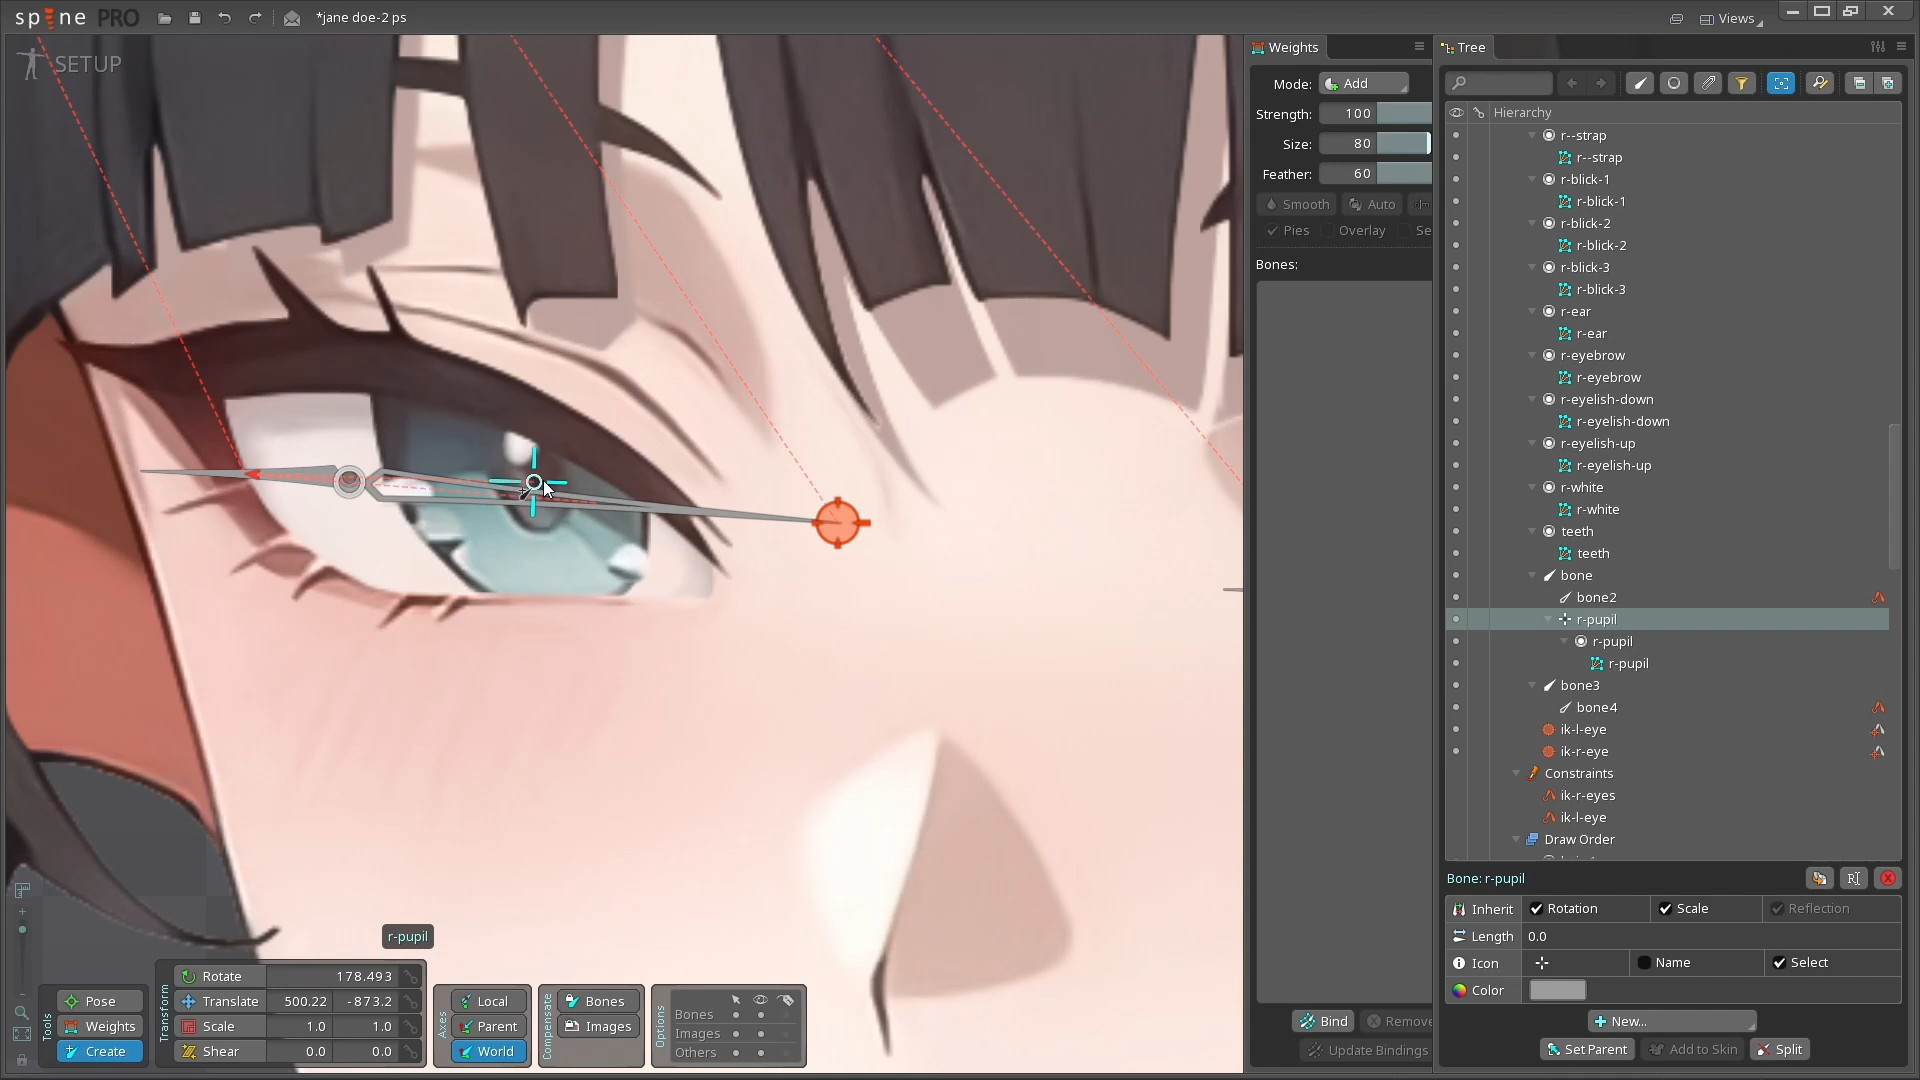 spine PRO
*jane doe-2 ps
Views
SETUP
Weights
Mode: Add
Strength: 100
Size: 80
Feather: 60
Smooth Auto
Pies Overlay Se
Bones:
Bind Remove
Update Bindings
Tree
Hierarchy
r--strap
r--strap
r-blick-1
r-blick-1
r-blick-2
r-blick-2
r-blick-3
r-blick-3
r-ear
r-ear
r-eyebrow
r-eyebrow
r-eyelish-down
r-eyelish-down
r-eyelish-up
r-eyelish-up
r-white
r-white
teeth
teeth
bone
bone2
r-pupil
r-pupil
r-pupil
bone3
bone4
ik-l-eye
ik-r-eye
Constraints
ik-r-eyes
ik-l-eye
Draw Order
Bone: r-pupil
Inherit Rotation Scale Reflection
Length 0.0
Icon Name Select
Color
New...
Set Parent Add to Skin Split
r-pupil
Tools
Pose
Weights
Create
Transform
Rotate 178.493
Translate 500.22 -873.2
Scale 1.0 1.0
Shear 0.0 0.0
Axes
Local
Parent
World
Compensate
Bones
Images
Options
Bones
Images
Others